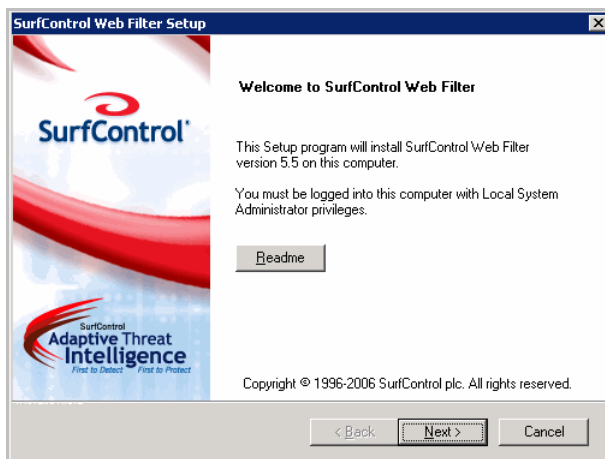 SurfControl Web Filter Setup
SurfControl
Welcome to SurfControl Web Filter
This Setup program will install SurfControl Web Filter
version 5.5 on this computer.
You must be logged into this computer with Local System
Administrator privileges.
Readme
SurfControl
Adaptive Threat
Intelligence
First to Detect First to Protect
Copyright © 1996-2006 SurfControl plc. All rights reserved.
< Back Next > Cancel